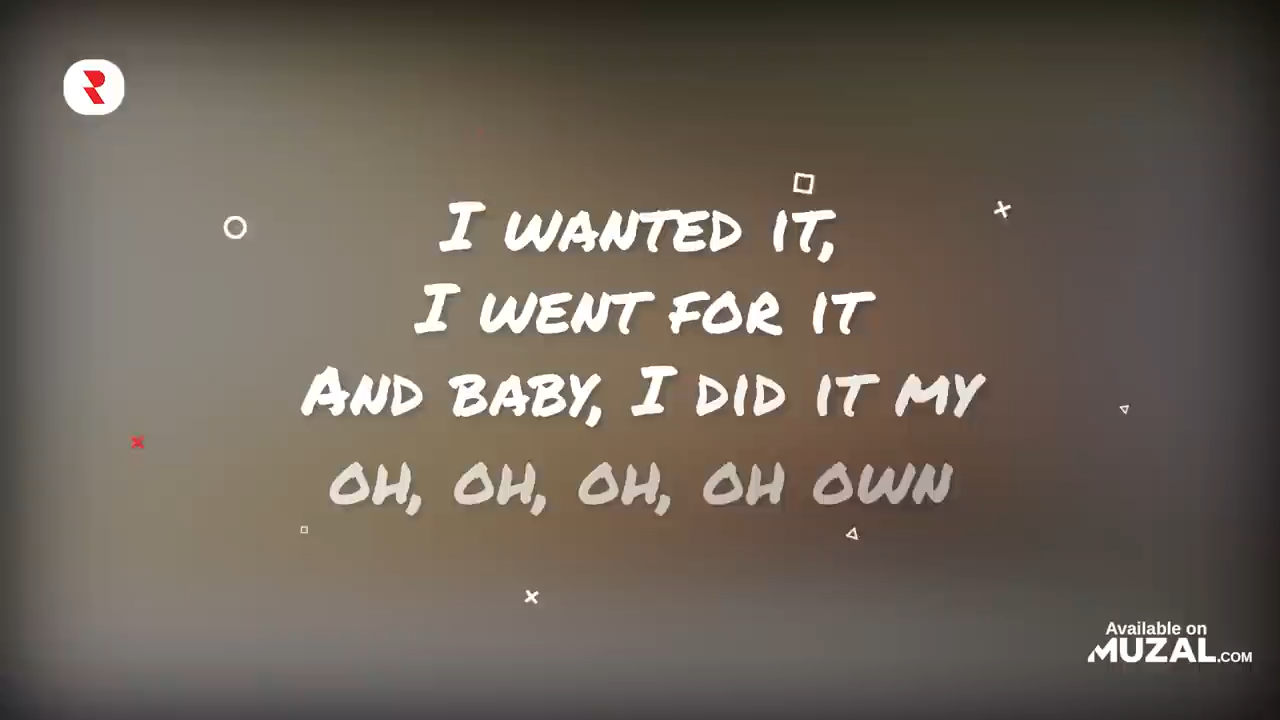 I WANTED IT,
I WENT FOR IT
AND BABY, I DID IT MY
OH, OH, OH, OH OWN
Available on
MUZAL.COM